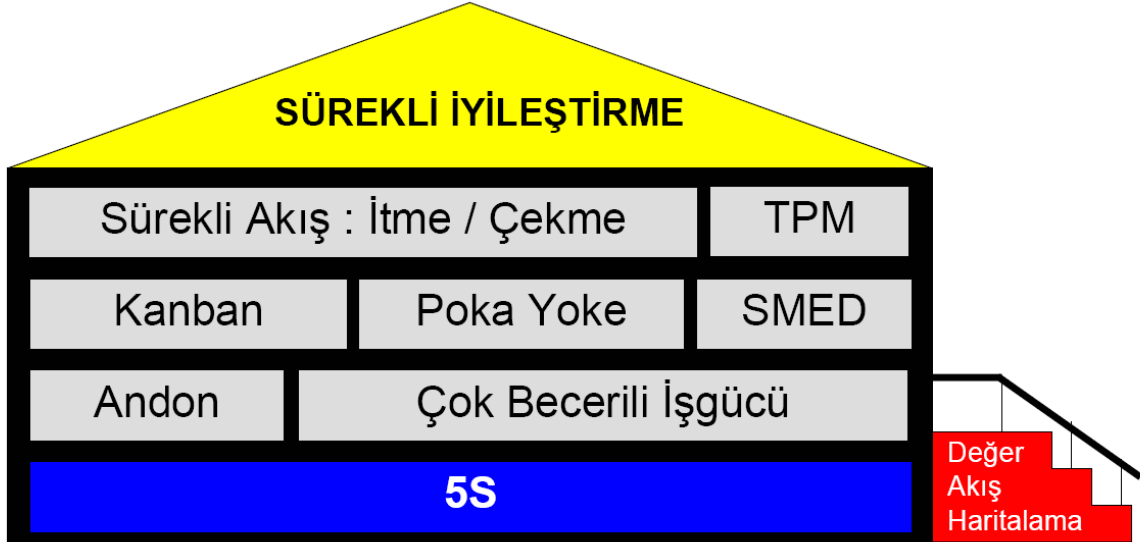 SÜREKLİ İYİLEŞTİRME
Sürekli Akış : İtme / Çekme
TPM
Kanban
Poka Yoke
SMED
Andon
Çok Becerili İşgücü
5S
Değer
Akış
Haritalama